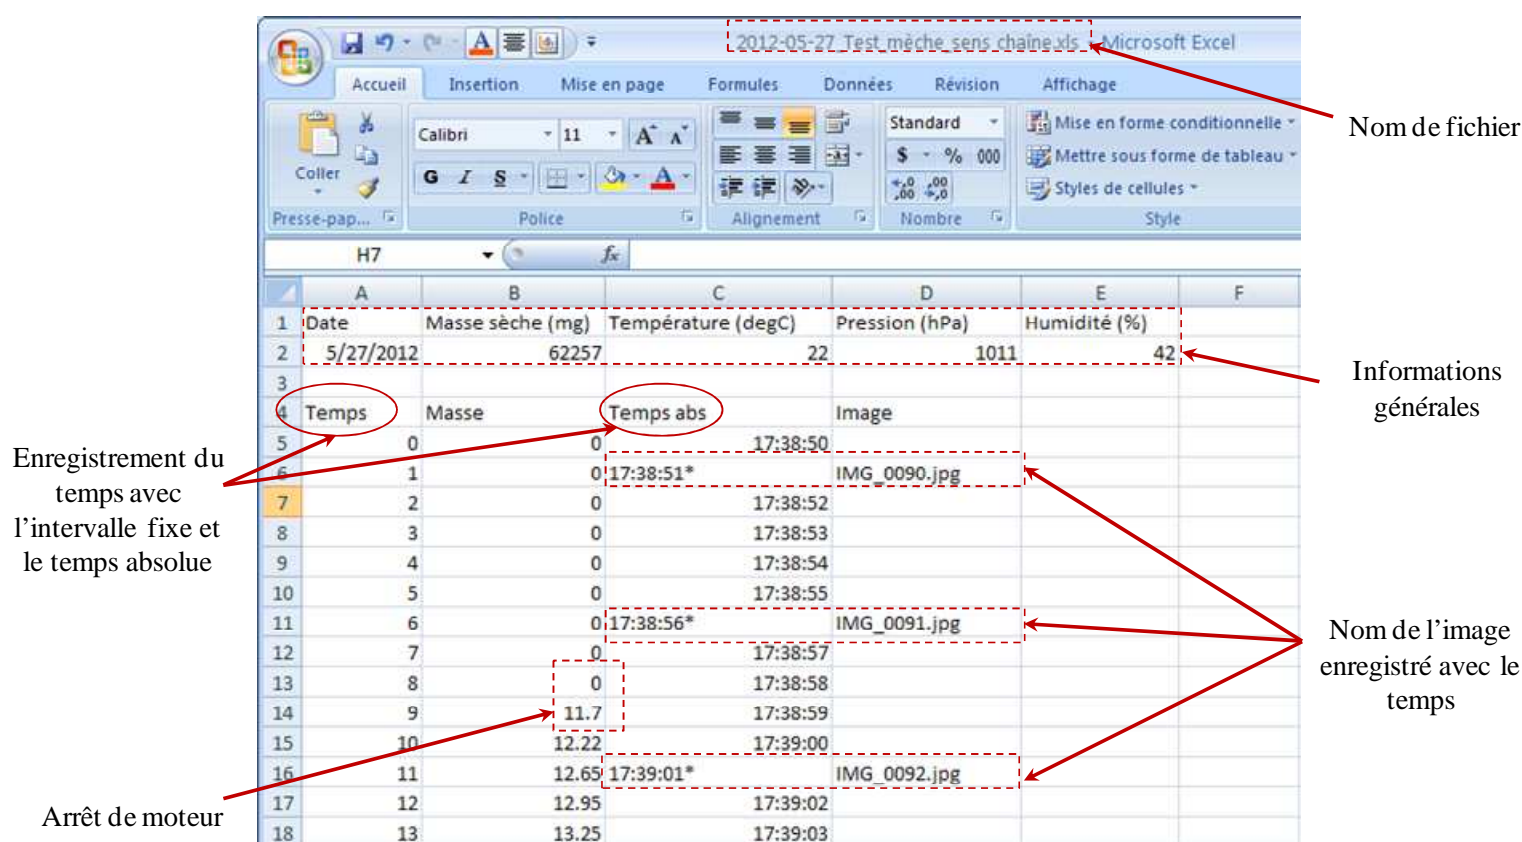 2012-05-27_Test_mèche_sens chaîne.xls - Microsoft Excel
Accueil Insertion Mise en page Formules Données Révision Affichage
Nom de fichier
Calibri 11 A A Standard Mise en forme conditionnelle
Coller G I S A $ % 000 Mettre sous forme de tableau
,00 ,00 ,0 Styles de cellules
Presse-pap... Police Alignement Nombre Style
H7 fx
A B C D E F
1 Date Masse sèche (mg) Température (degC) Pression (hPa) Humidité (%)
2 5/27/2012 62257 22 1011 42
3
Informations
générales
4 Temps Masse Temps abs Image
5 0 0 17:38:50
6 1 0 17:38:51* IMG_0090.jpg
7 2 0 17:38:52
8 3 0 17:38:53
9 4 0 17:38:54
10 5 0 17:38:55
11 6 0 17:38:56* IMG_0091.jpg
12 7 0 17:38:57
13 8 0 17:38:58
14 9 11.7 17:38:59
15 10 12.22 17:39:00
16 11 12.65 17:39:01* IMG_0092.jpg
17 12 12.95 17:39:02
18 13 13.25 17:39:03
Enregistrement du
temps avec
l’intervalle fixe et
le temps absolue
Nom de l’image
enregistré avec le
temps
Arrêt de moteur